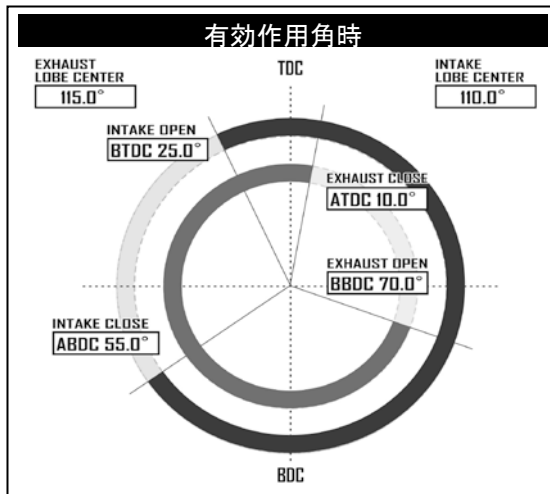 有効作用角時
EXHAUST
LOBE CENTER
115.0°
TDC
INTAKE
LOBE CENTER
110.0°
INTAKE OPEN
BTDC 25.0°
EXHAUST CLOSE
ATDC 10.0°
EXHAUST OPEN
BBDC 70.0°
INTAKE CLOSE
ABDC 55.0°
BDC